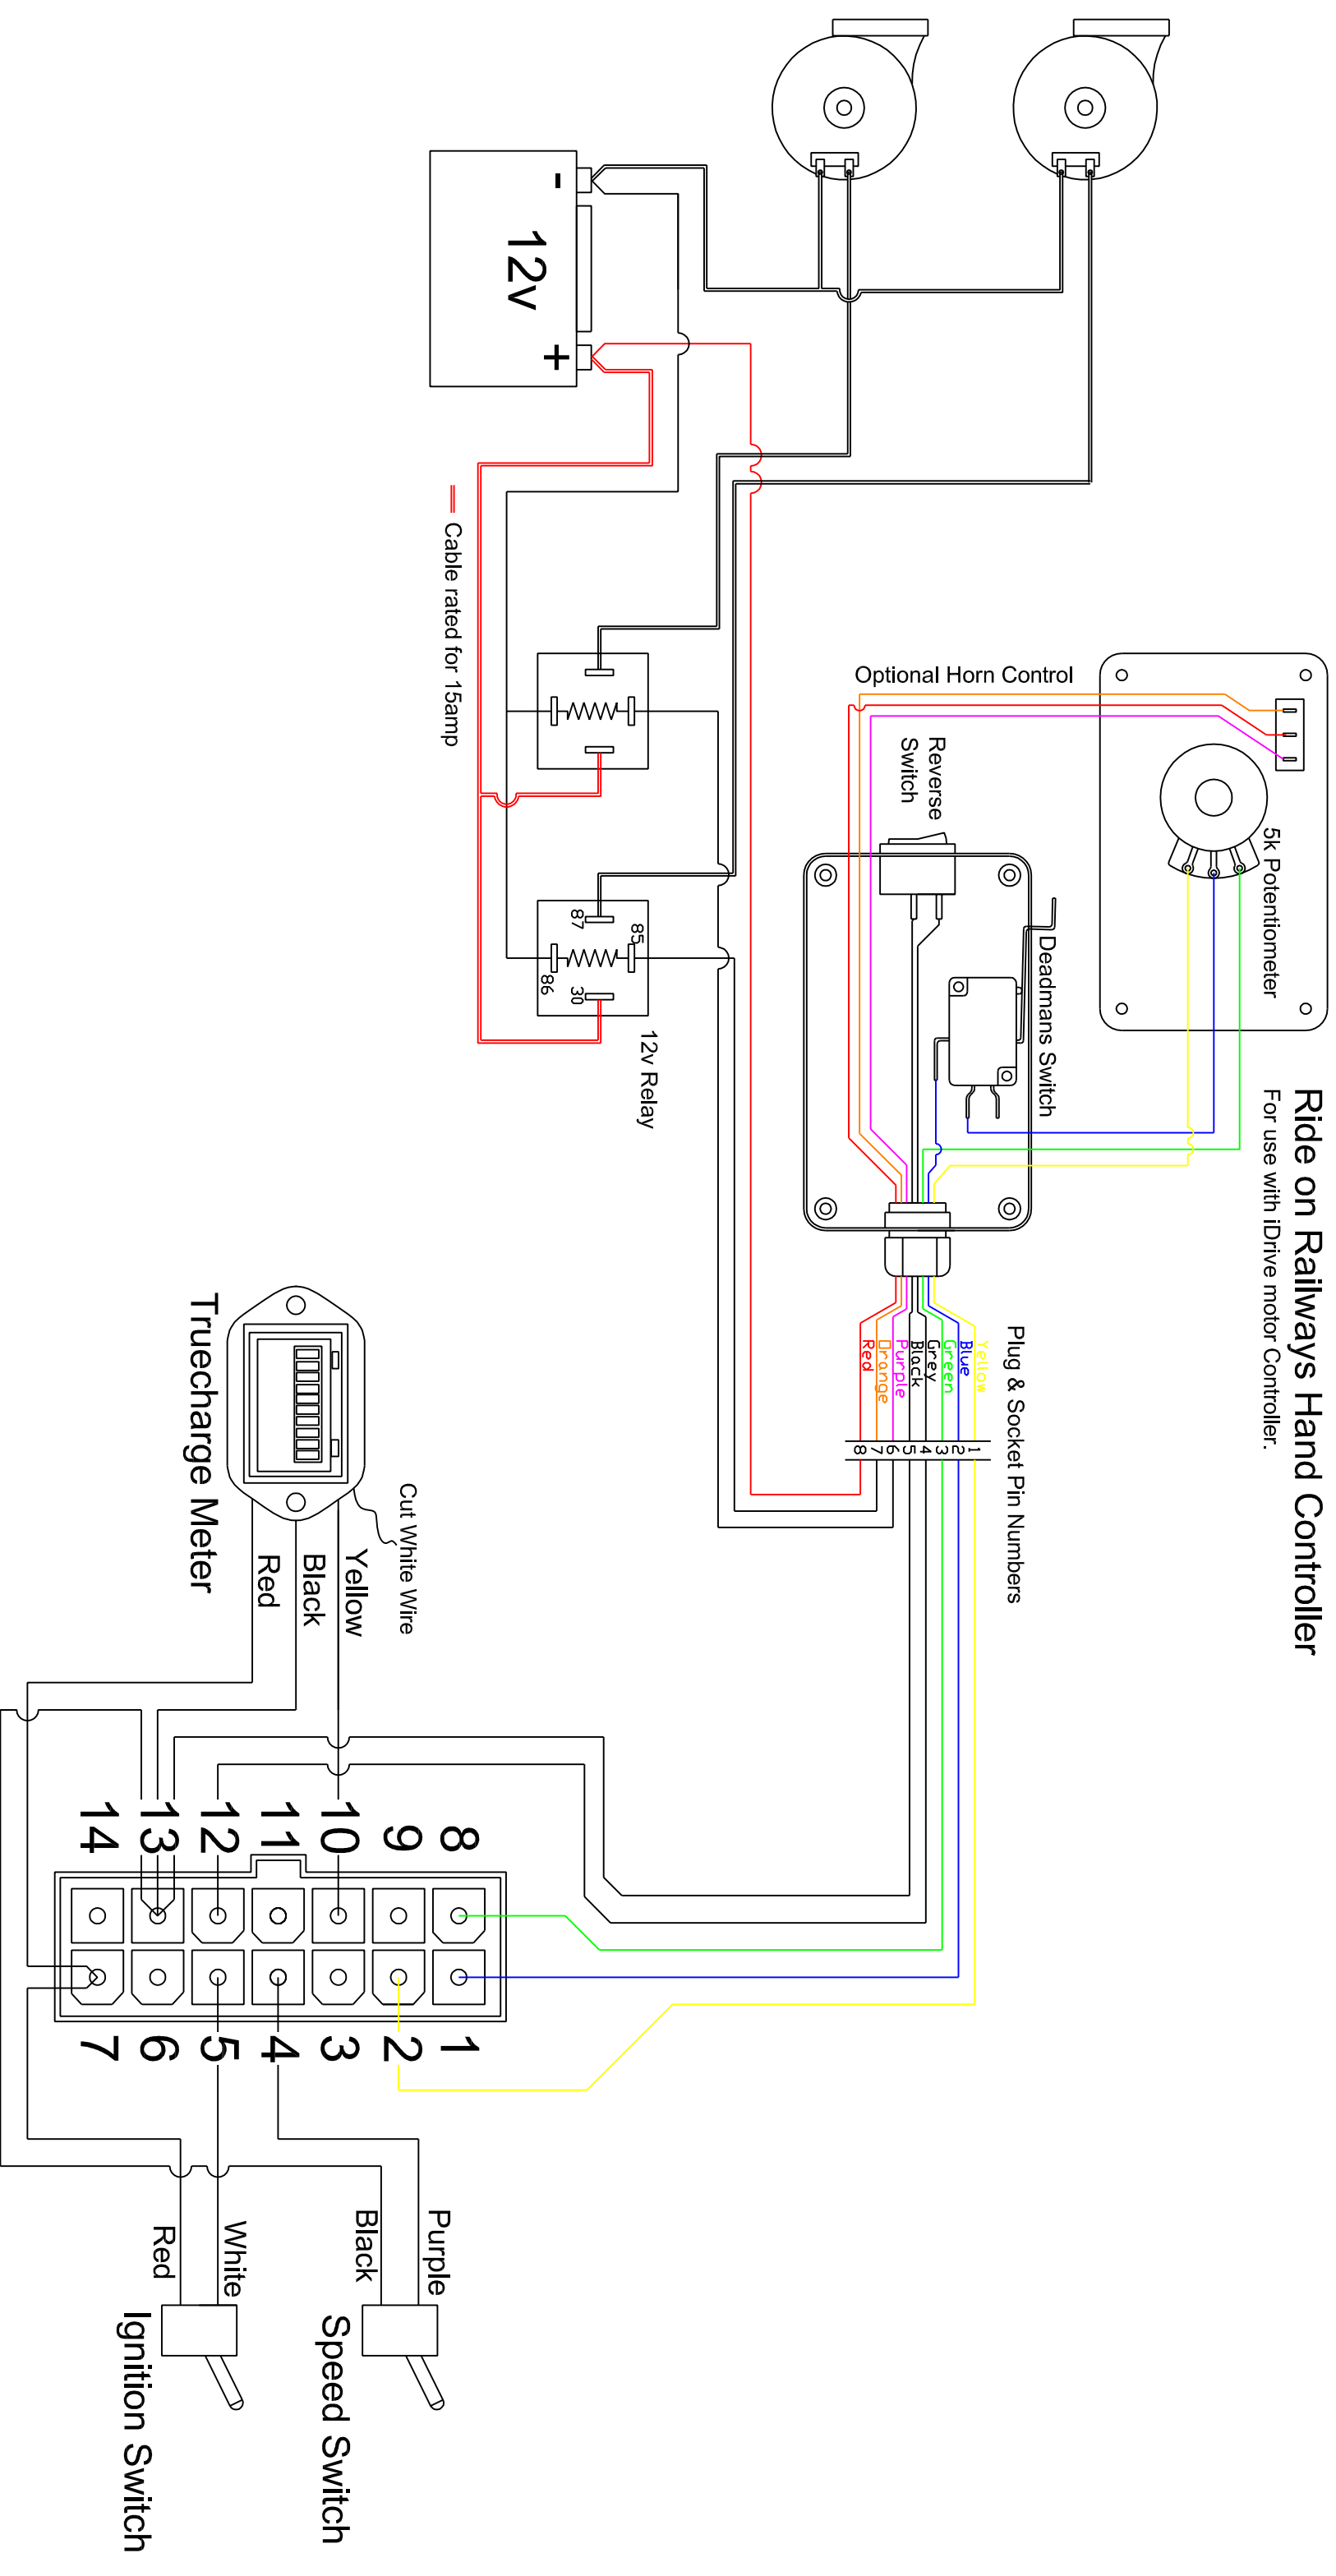 Ride on Railways Hand Controller
For use with iDrive motor Controller.
5k Potentiometer
Optional Horn Control
Reverse
Switch
Deadmans Switch
Plug & Socket Pin Numbers
Yellow
Blue
Green
Grey
Black
Purple
Orange
Red
1
2
3
4
5
6
7
8
-
12v
+
Cable rated for 15amp
85
87
30
86
12v Relay
Cut White Wire
Yellow
Black
Red
Truecharge Meter
8
9
10
11
12
13
14
1
2
3
4
5
6
7
Purple
Black
Speed Switch
White
Red
Ignition Switch